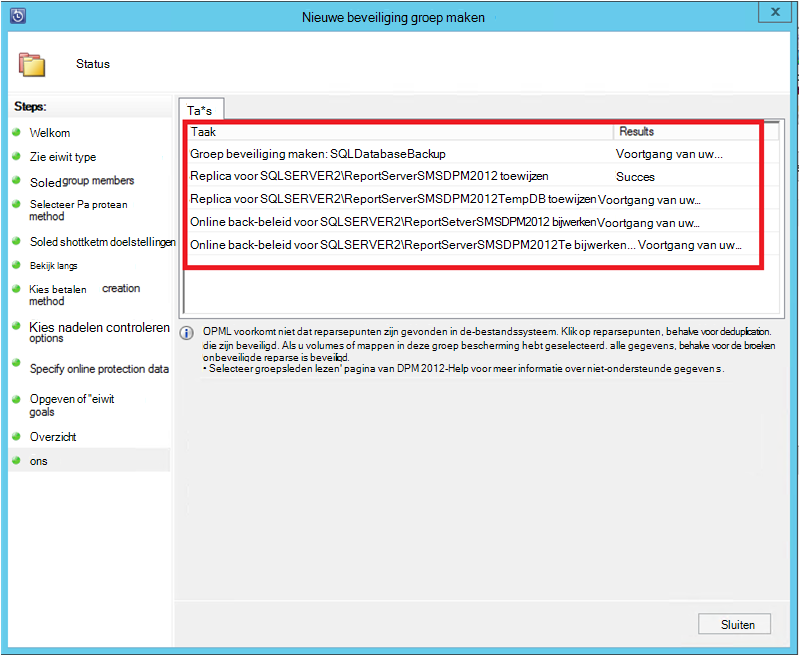 Nieuwe beveiliging groep maken
x
Status
Steps:
Welkom
Zie eiwit type
Soled group members
Selecteer Pa protean
method
Soled shottketm doelstellingen
Bekijk langs
Kies betalen creation
method
Kies nadelen controleren
options
Specify online protection data
Opgeven of "eiwit
goals
Overzicht
ons
Ta*s
Taak Results
Groep beveiliging maken: SQLDatabaseBackup Voortgang van uw...
Replica voor SQLSERVER2\ReportServerSMSDPM2012 toewijzen Succes
Replica voor SQLSERVER2\ReportServerSMSDPM2012TempDB toewijzen Voortgang van uw...
Online back-beleid voor SQLSERVER2\ReportSetverSMSDPM2012 bijwerken Voortgang van uw...
Online back-beleid voor SQLSERVER2\ReportServerSMSDPM2012Te bijwerken... Voortgang van uw...
OPML voorkomt niet dat reparsepunten zijn gevonden in de-bestandssysteem. Klik op reparsepunten, behalve voor deduplication.
die zijn beveiligd. Als u volumes of mappen in deze groep bescherming hebt geselecteerd. alle gegevens, behalve voor de broeken
onbeveiligde reparse is beveiligd.
• Selecteer groepsleden lezen' pagina van DPM 2012-Help voor meer informatie over niet-ondersteunde gegevens.
Sluiten